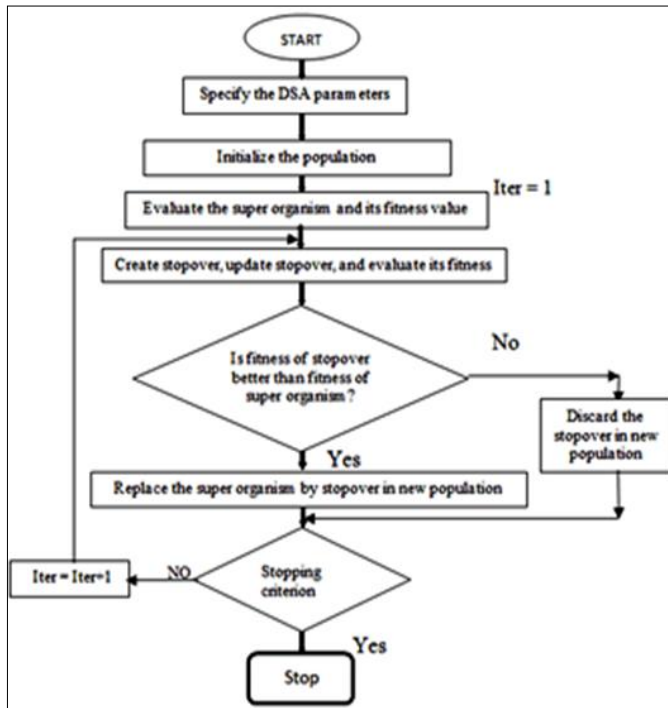 START
Specify the DSA parameters
Initialize the population
Iter = 1
Evaluate the super organism and its fitness value
Create stopover, update stopover, and evaluate its fitness
Is fitness of stopover
better than fitness of
super organism?
No
Discard the
stopover in new
population
Yes
Replace the super organism by stopover in new population
Stopping
criterion
NO
Iter = Iter+1
Yes
Stop